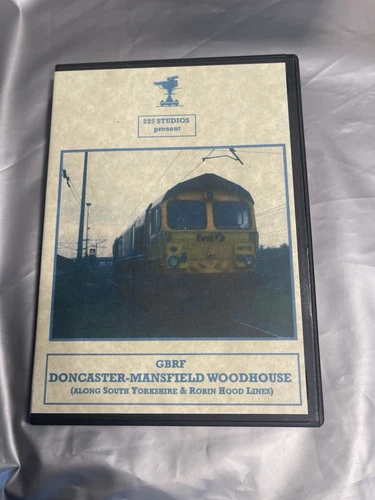 225 STUDIOS
present
GBRF
DONCASTER-MANSFIELD WOODHOUSE
(ALONG SOUTH YORKSHIRE & ROBIN HOOD LINES)